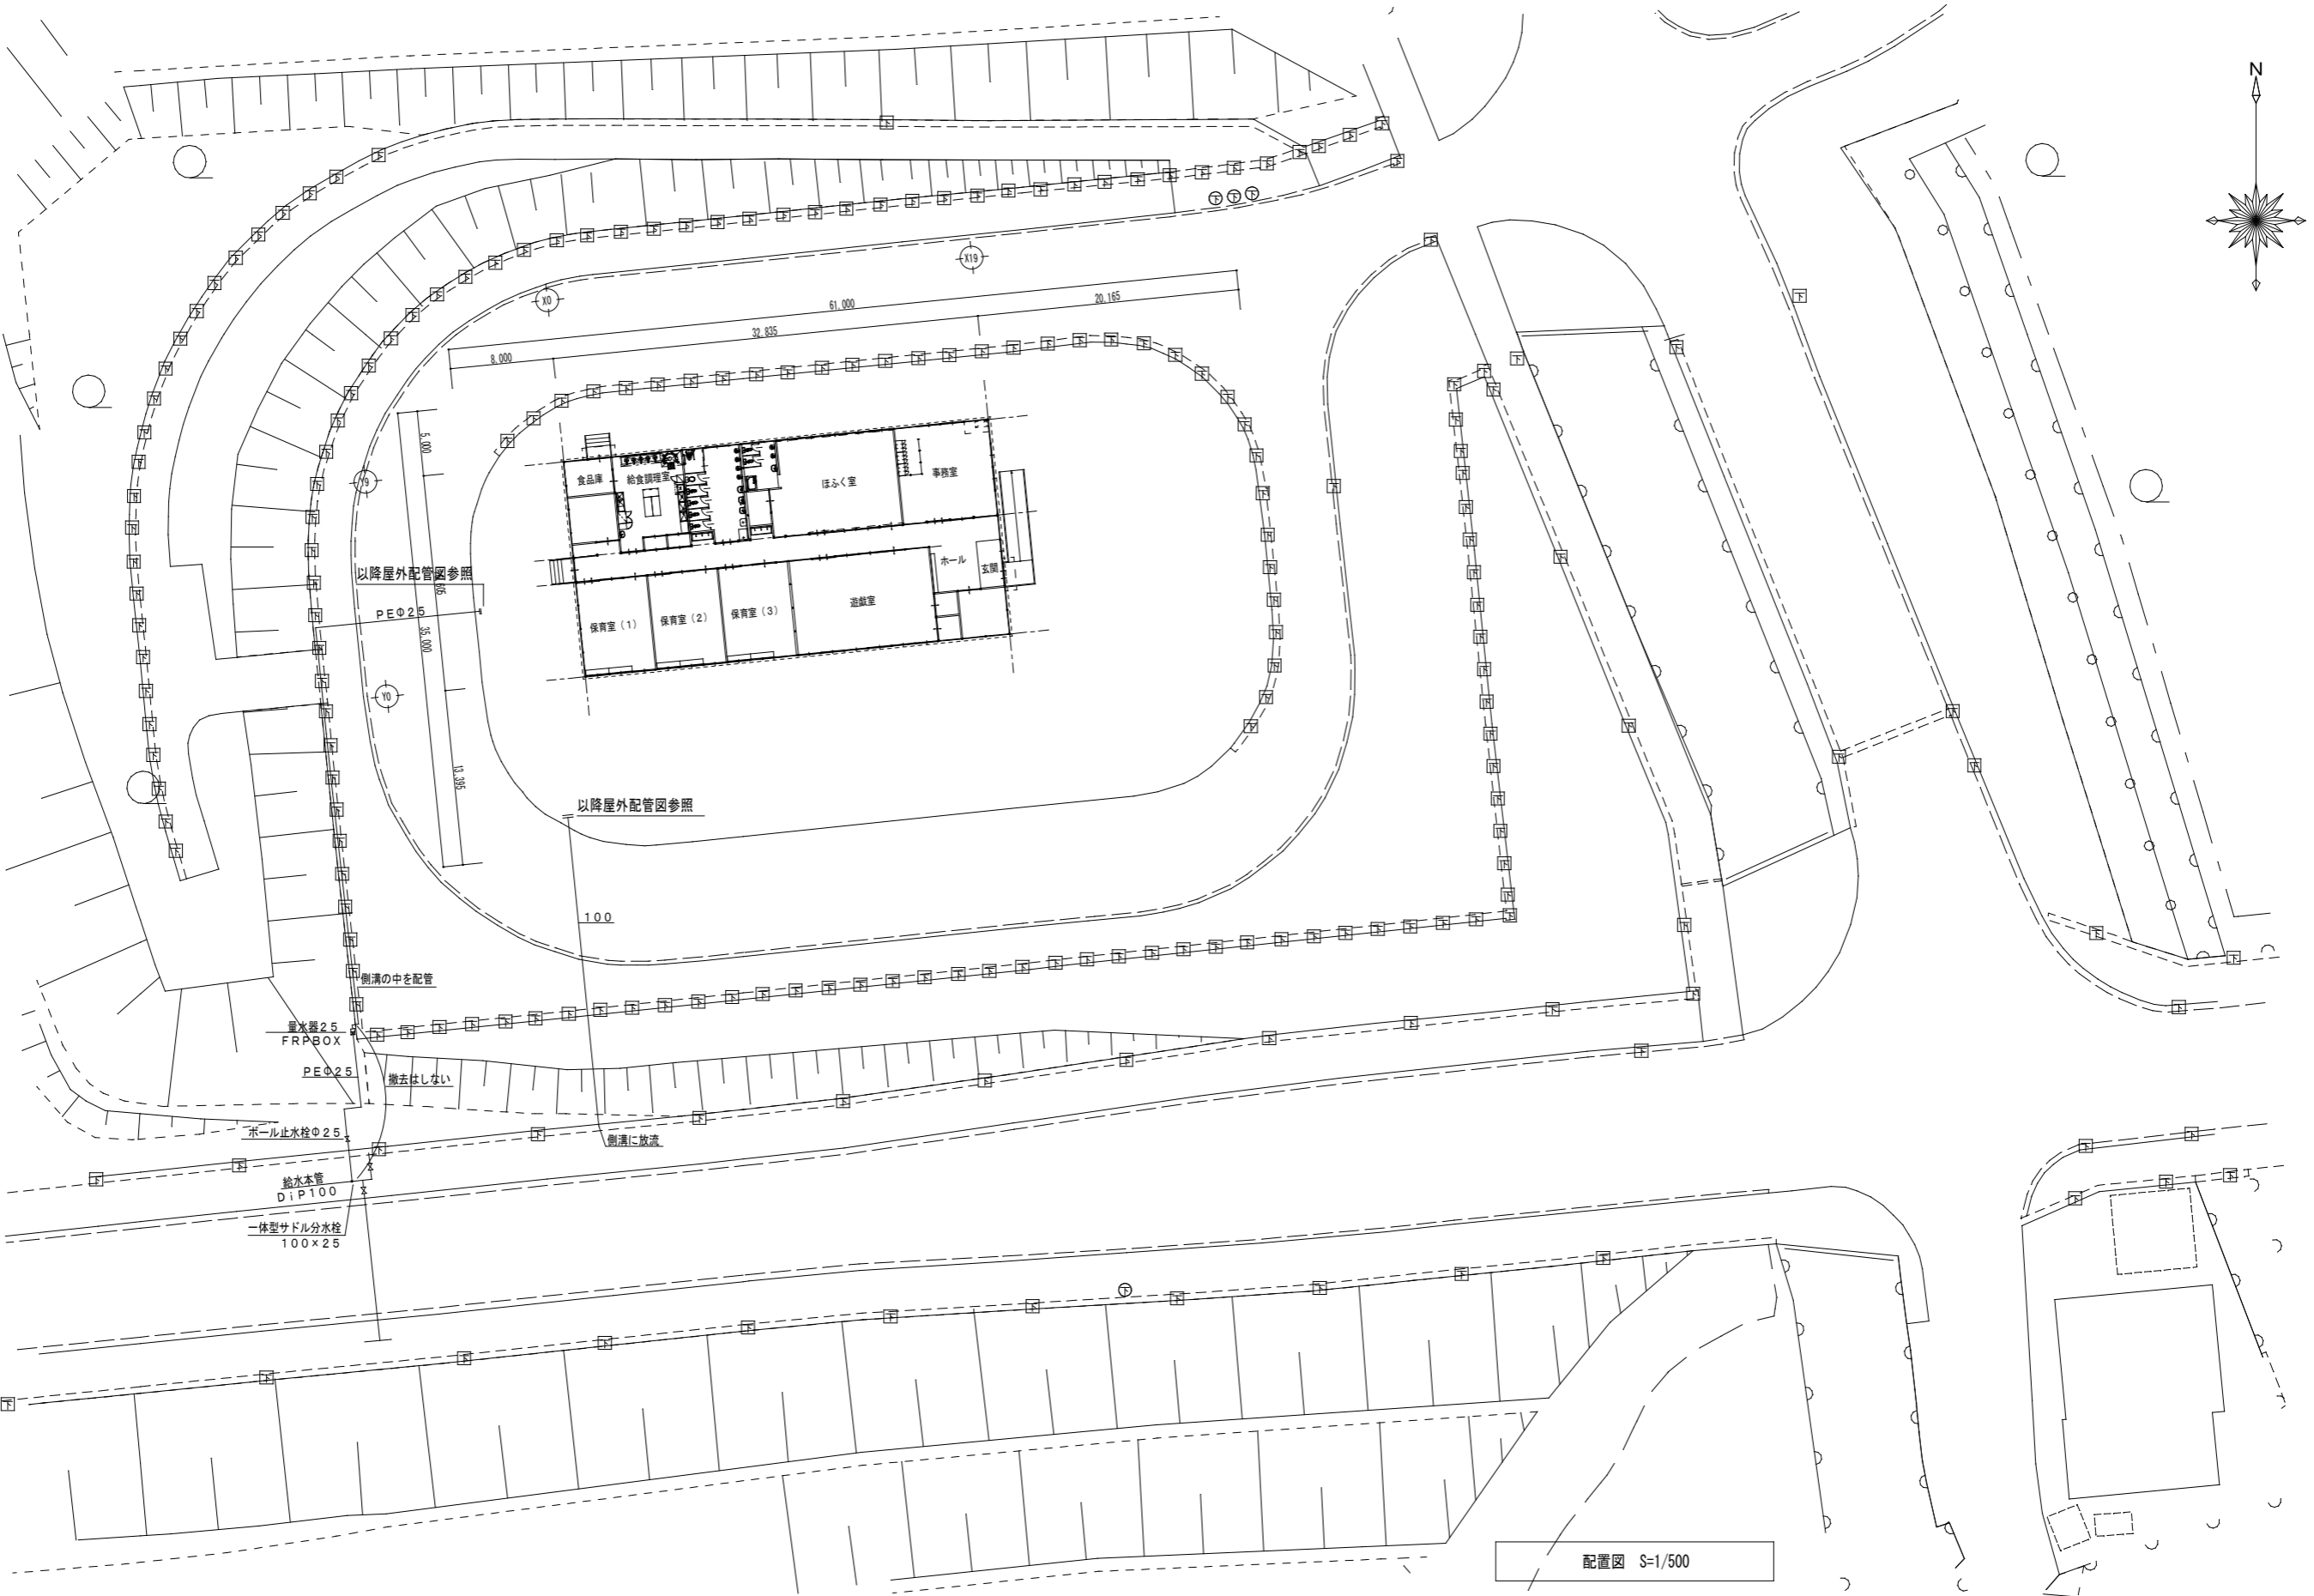 N
X19
X0
61.000
20.165
32.835
8.000
5.000
食品庫
給食調理室
ほふく室
事務室
Y9
以降屋外配管図参照
PEΦ25
35.000
ホール
玄関
保育室(1)
保育室(2)
保育室(3)
遊戯室
Y0
13.395
以降屋外配管図参照
100
側溝の中を配管
量水器25
FRPBOX
PEΦ25
撤去はしない
ボール止水栓Φ25
側溝に放流
給水本管
DiP100
一体型サドル分水栓
100×25
配置図 S=1/500